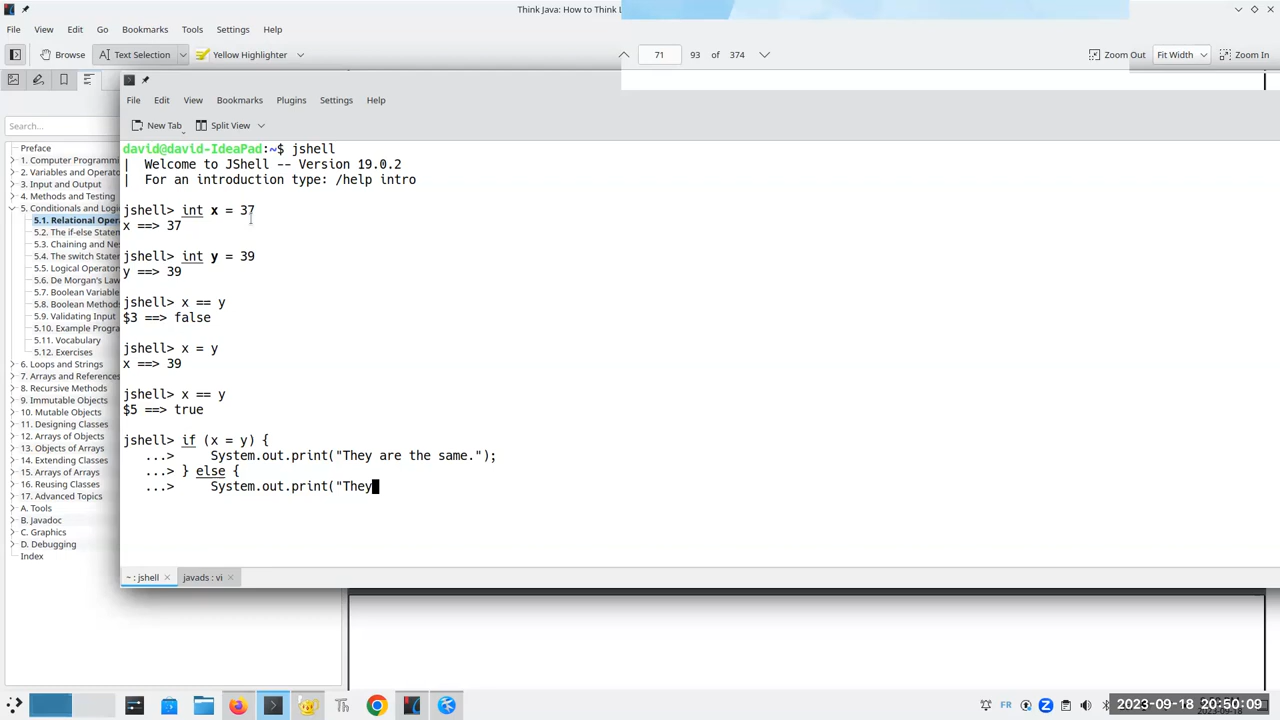 Think Java: How to Think L
File View Edit Go Bookmarks Tools Settings Help
Browse Text Selection Yellow Highlighter 71 93 of 374 Zoom Out Fit Width Zoom In
File Edit View Bookmarks Plugins Settings Help
New Tab Split View
Search...
Preface
1. Computer Programmi
2. Variables and Operato
3. Input and Output
4. Methods and Testing
5. Conditionals and Logi
5.1. Relational Oper
5.2. The if-else Stateme
5.3. Chaining and Nes
5.4. The switch Statem
5.5. Logical Operators
5.6. De Morgan's Law
5.7. Boolean Variable
5.8. Boolean Methods
5.9. Validating Input
5.10. Example Progra
5.11. Vocabulary
5.12. Exercises
6. Loops and Strings
7. Arrays and References
8. Recursive Methods
9. Immutable Objects
10. Mutable Objects
11. Designing Classes
12. Arrays of Objects
13. Objects of Arrays
14. Extending Classes
15. Arrays of Arrays
16. Reusing Classes
17. Advanced Topics
A. Tools
B. Javadoc
C. Graphics
D. Debugging
Index
david@david-IdeaPad:~$ jshell
| Welcome to JShell -- Version 19.0.2
| For an introduction type: /help intro
jshell> int x = 37
x ==> 37
jshell> int y = 39
y ==> 39
jshell> x == y
$3 ==> false
jshell> x = y
x ==> 39
jshell> x == y
$5 ==> true
jshell> if (x = y) {
...> System.out.print("They are the same.");
...> } else {
...> System.out.print("They
~ : jshell javads : vi
FR
2023-09-18 20:50:09